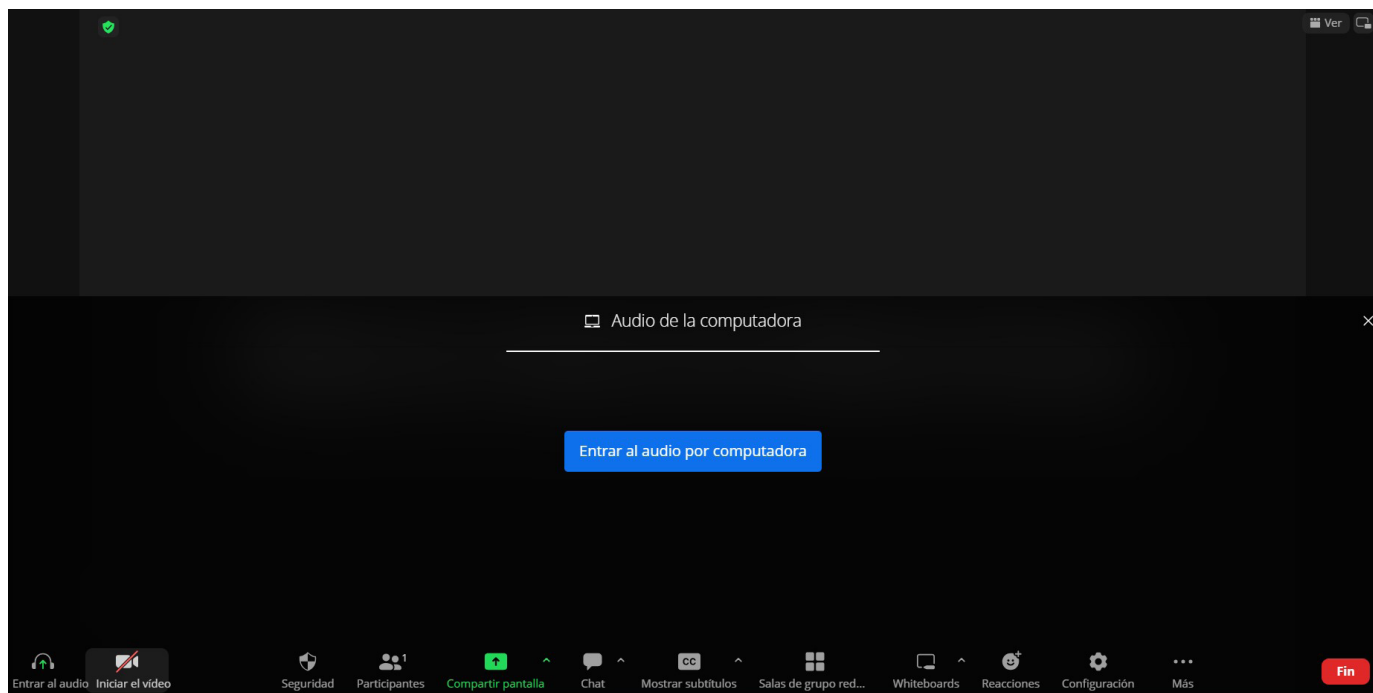 Ver
Audio de la computadora
Entrar al audio por computadora
1
CC
Entrar al audio
Iniciar el vídeo
Seguridad
Participantes
Compartir pantalla
Chat
Mostrar subtítulos
Salas de grupo red...
Whiteboards
Reacciones
Configuración
Más
Fin